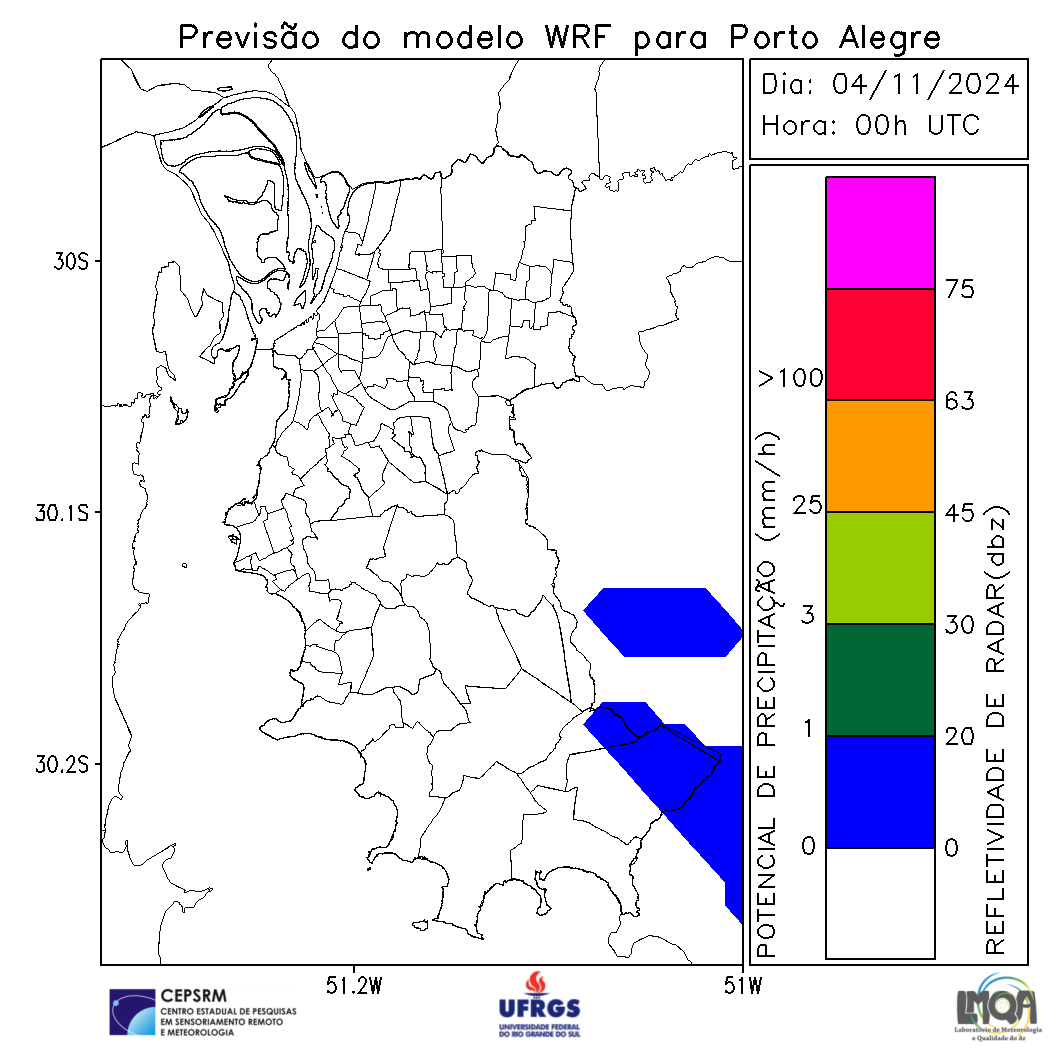 Previsão do modelo WRF para Porto Alegre
Dia: 04/11/2024
Hora: 00h UTC
30S
30.1S
30.2S
51.2W
51W
POTENCIAL DE PRECIPITAÇÃO (mm/h)
>100
25
3
1
0
75
63
45
30
20
0
REFLETIVIDADE DE RADAR(dbz)
CEPSRM
CENTRO ESTADUAL DE PESQUISAS
EM SENSORIAMENTO REMOTO
E METEOROLOGIA
UFRGS
UNIVERSIDADE FEDERAL
DO RIO GRANDE DO SUL
LMQA
Laboratório de Meteorologia
e Qualidade do Ar